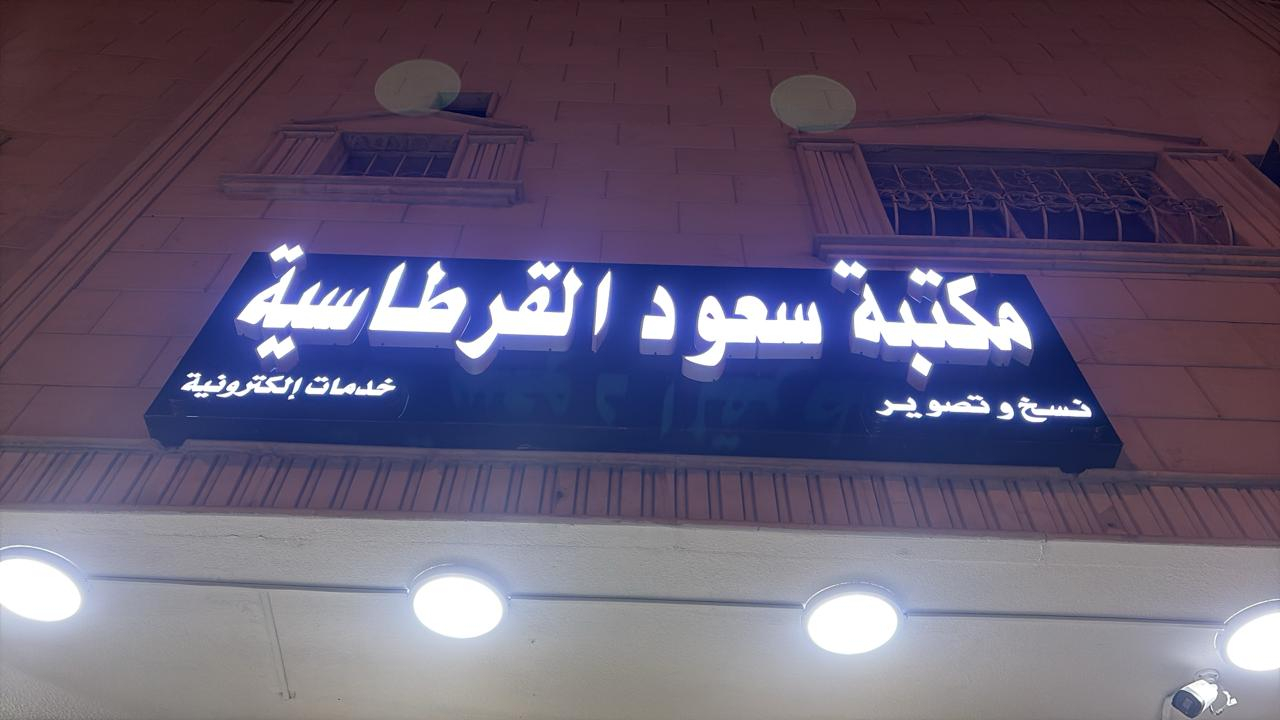 مكتبة سعود القرطاسية
نسخ و تصوير
خدمات إلكترونية